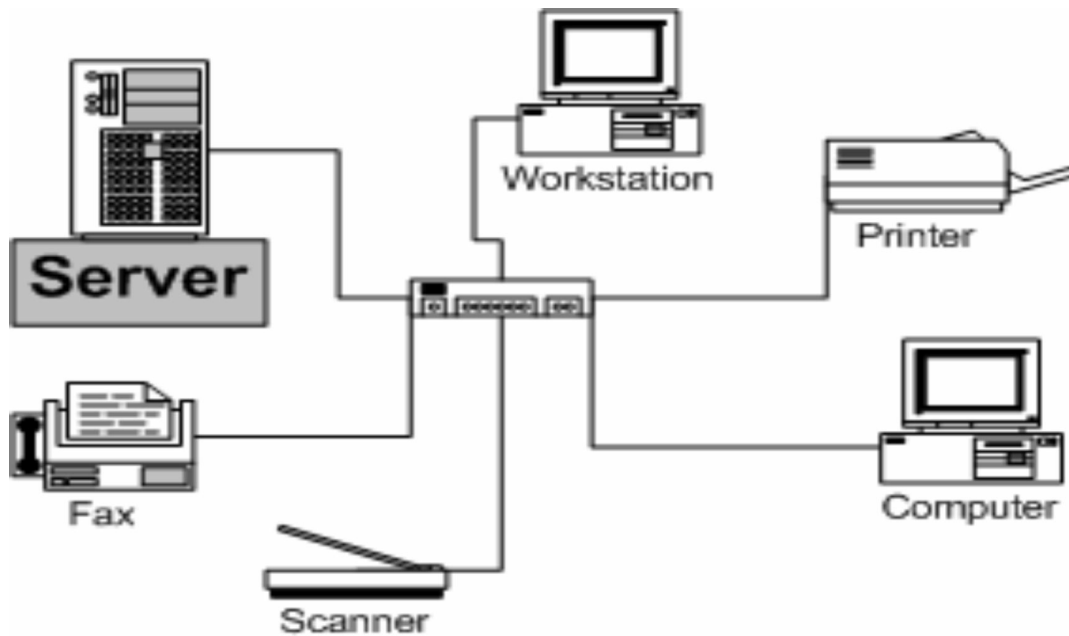 Workstation
Printer
Server
Fax
Computer
Scanner